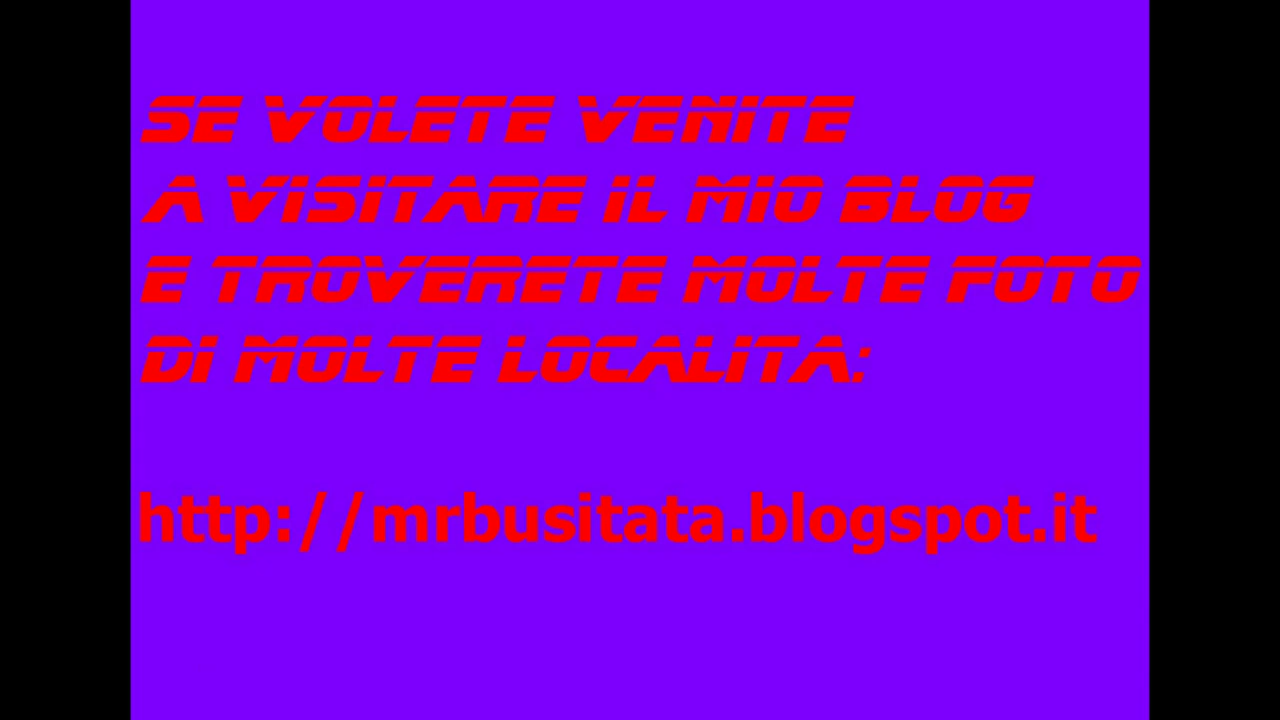 SE VOLETE VENITE
A VISITARE IL MIO BLOG
E TROVERETE MOLTE FOTO
DI MOLTE LOCALITA:
http://mrbusitata.blogspot.it